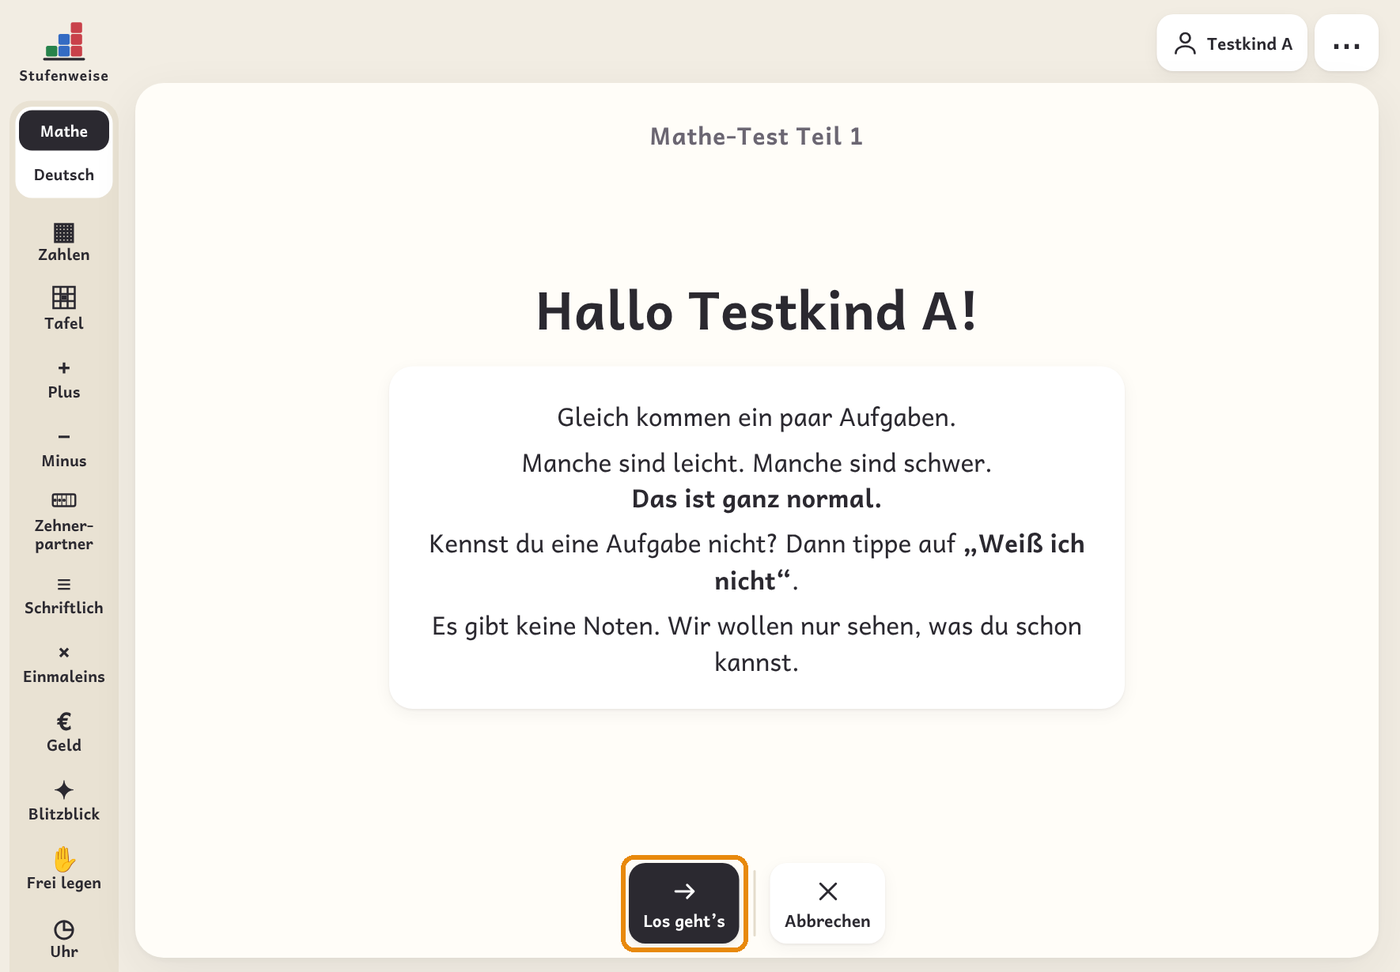 Stufenweise
Testkind A
...
Mathe
Deutsch
Zahlen
Tafel
+
Plus
−
Minus
Zehner-
partner
Schriftlich
×
Einmaleins
€
Geld
Blitzblick
Frei legen
Uhr
Mathe-Test Teil 1
Hallo Testkind A!
Gleich kommen ein paar Aufgaben.
Manche sind leicht. Manche sind schwer.
Das ist ganz normal.
Kennst du eine Aufgabe nicht? Dann tippe auf „Weiß ich
nicht“.
Es gibt keine Noten. Wir wollen nur sehen, was du schon
kannst.
Los geht’s
Abbrechen